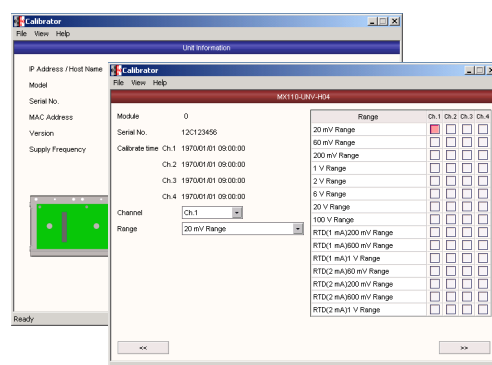 Calibrator
File View Help
Unit Information
IP Address / Host Name
Model
Serial No.
MAC Address
Version
Supply Frequency
Ready
Calibrator
File View Help
MX110-UNV-H04
Module 0
Serial No. 12C123456
Calibrate time Ch.1 1970/01/01 09:00:00
Ch.2 1970/01/01 09:00:00
Ch.3 1970/01/01 09:00:00
Ch.4 1970/01/01 09:00:00
Channel Ch.1
Range 20 mV Range
Range Ch.1 Ch.2 Ch.3 Ch.4
20 mV Range
60 mV Range
200 mV Range
1 V Range
2 V Range
6 V Range
20 V Range
100 V Range
RTD(1 mA)200 mV Range
RTD(1 mA)600 mV Range
RTD(1 mA)1 V Range
RTD(2 mA)60 mV Range
RTD(2 mA)200 mV Range
RTD(2 mA)600 mV Range
RTD(2 mA)1 V Range
<<
>>